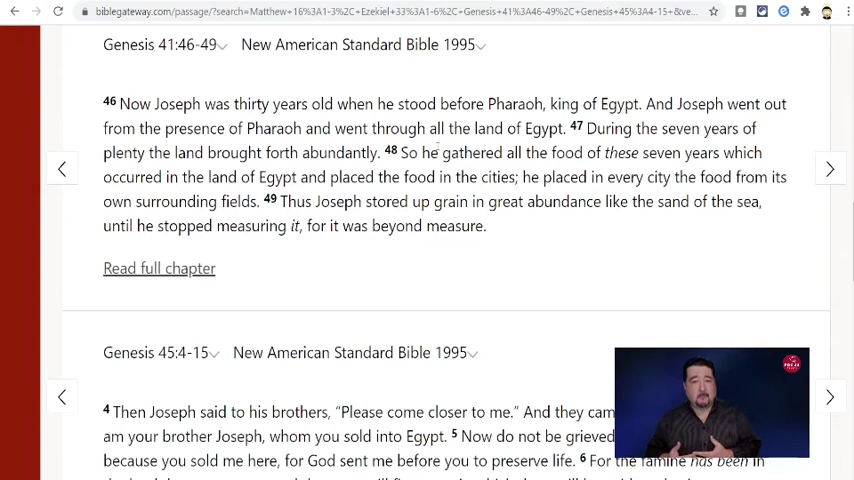 biblegateway.com/passage/?search=Matthew+16%3A1-3%2C+Ezekiel+33%3A1-6%2C+Genesis+41%3A46-49%2C+Genesis+45%3A4-15+&ve...
Genesis 41:46-49 New American Standard Bible 1995
46 Now Joseph was thirty years old when he stood before Pharaoh, king of Egypt. And Joseph went out
from the presence of Pharaoh and went through all the land of Egypt. 47 During the seven years of
plenty the land brought forth abundantly. 48 So he gathered all the food of these seven years which
occurred in the land of Egypt and placed the food in the cities; he placed in every city the food from its
own surrounding fields. 49 Thus Joseph stored up grain in great abundance like the sand of the sea,
until he stopped measuring it, for it was beyond measure.
Read full chapter
Genesis 45:4-15 New American Standard Bible 1995
4 Then Joseph said to his brothers, “Please come closer to me.” And they cam
am your brother Joseph, whom you sold into Egypt. 5 Now do not be grieved
because you sold me here, for God sent me before you to preserve life. 6 For the famine has been in